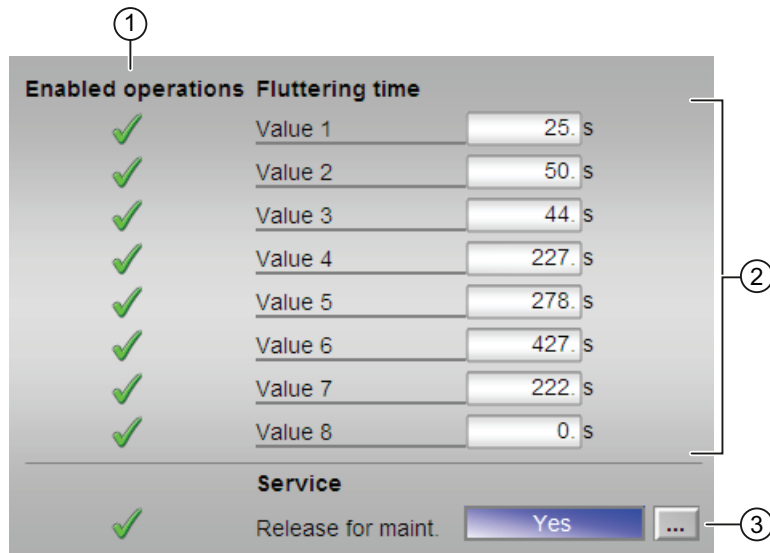 1
Enabled operations Fluttering time
Value 1 25. s
Value 2 50. s
Value 3 44. s
Value 4 227. s
Value 5 278. s
2
Value 6 427. s
Value 7 222. s
Value 8 0. s
Service
Release for maint. Yes ... 3